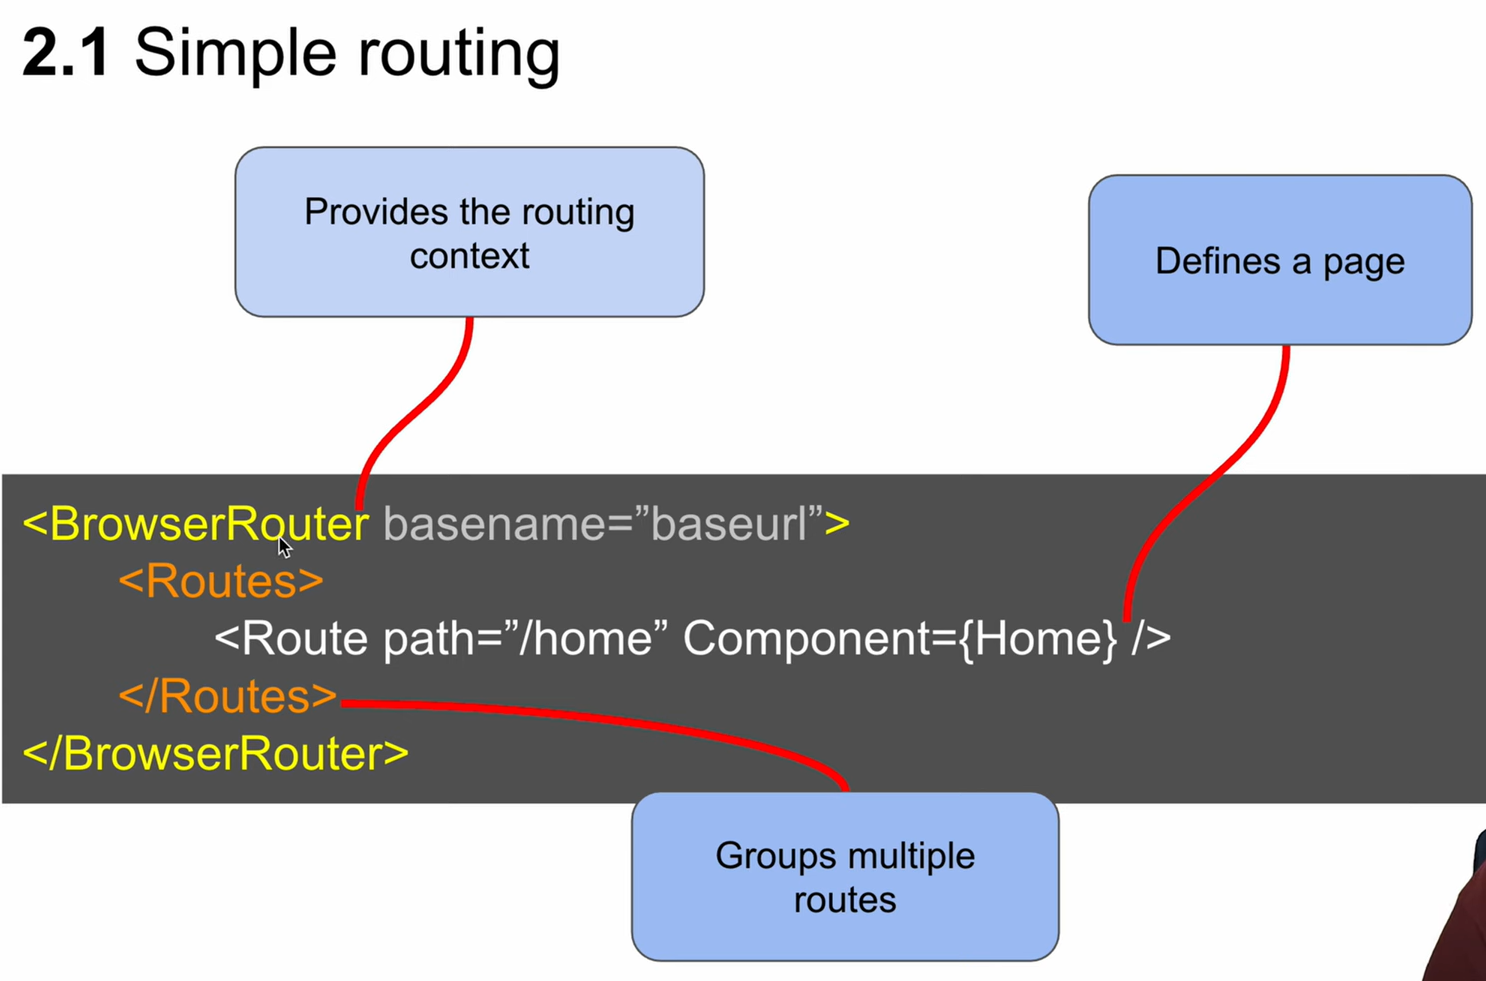 2.1 Simple routing
Provides the routing
context
Defines a page
<BrowserRouter basename=”baseurl”>
<Routes>
<Route path=”/home” Component={Home} />
</Routes>
</BrowserRouter>
Groups multiple
routes